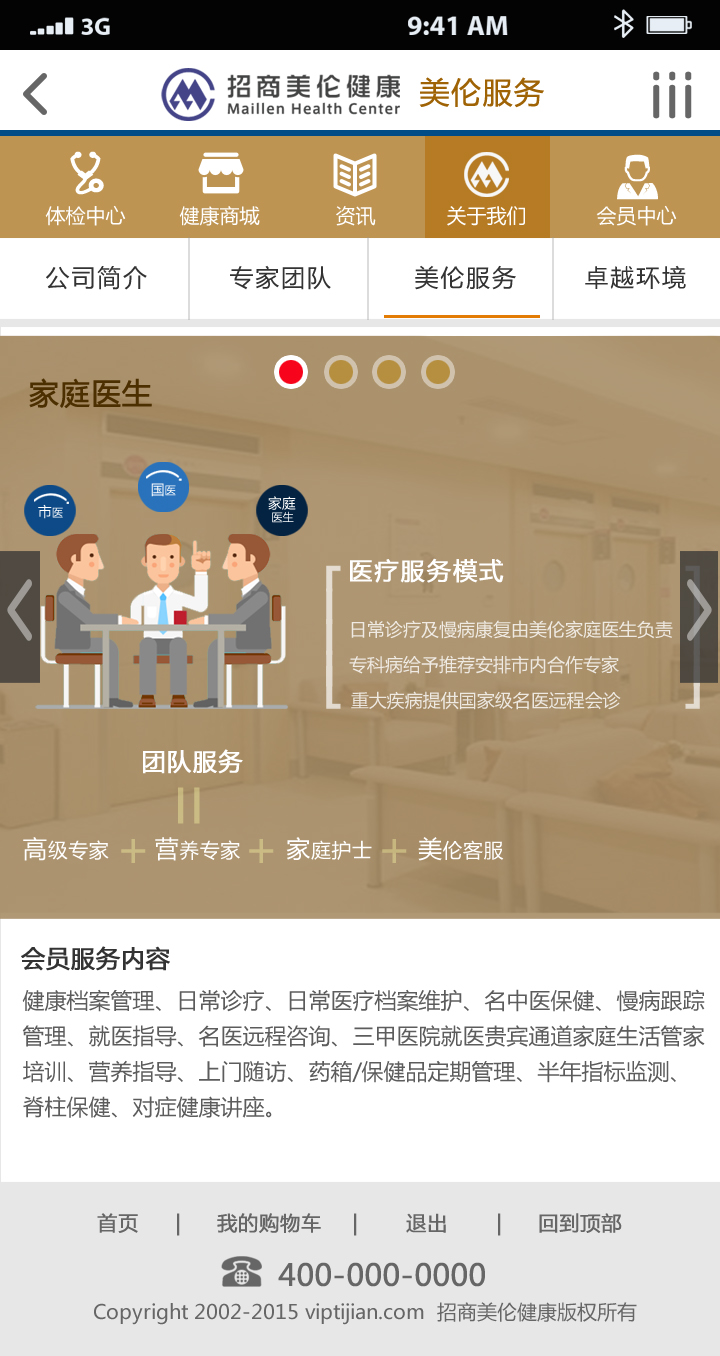 3G 9:41 AM
招商美伦健康 美伦服务
Maillen Health Center
体检中心 健康商城 资讯 关于我们 会员中心
公司简介 专家团队 美伦服务 卓越环境
家庭医生
市医 国医 家庭
医生
医疗服务模式
日常诊疗及慢病康复由美伦家庭医生负责
专科病给予推荐安排市内合作专家
重大疾病提供国家级名医远程会诊
团队服务
高级专家 + 营养专家 + 家庭护士 + 美伦客服
会员服务内容
健康档案管理、日常诊疗、日常医疗档案维护、名中医保健、慢病跟踪
管理、就医指导、名医远程咨询、三甲医院就医贵宾通道家庭生活管家
培训、营养指导、上门随访、药箱/保健品定期管理、半年指标监测、
脊柱保健、对症健康讲座。
首页 | 我的购物车 | 退出 | 回到顶部
400-000-0000
Copyright 2002-2015 viptijian.com 招商美伦健康版权所有